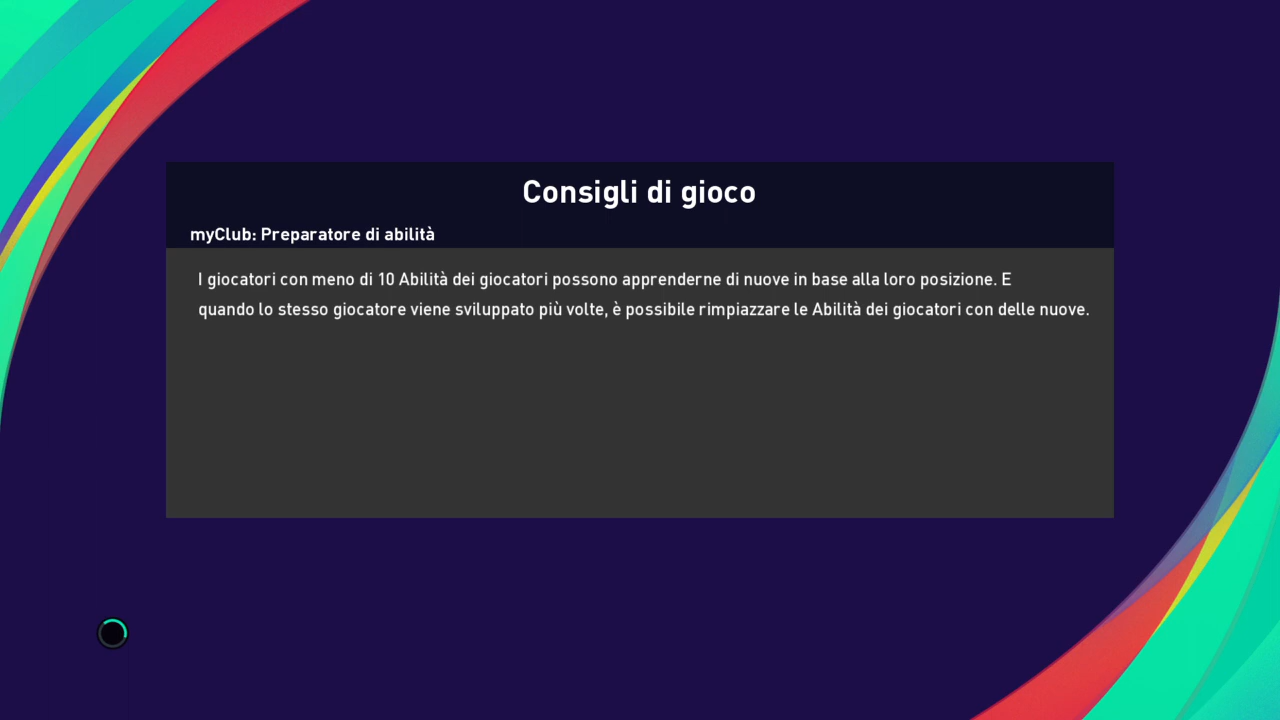 Consigli di gioco
myClub: Preparatore di abilità
I giocatori con meno di 10 Abilità dei giocatori possono apprenderne di nuove in base alla loro posizione. E
quando lo stesso giocatore viene sviluppato più volte, è possibile rimpiazzare le Abilità dei giocatori con delle nuove.